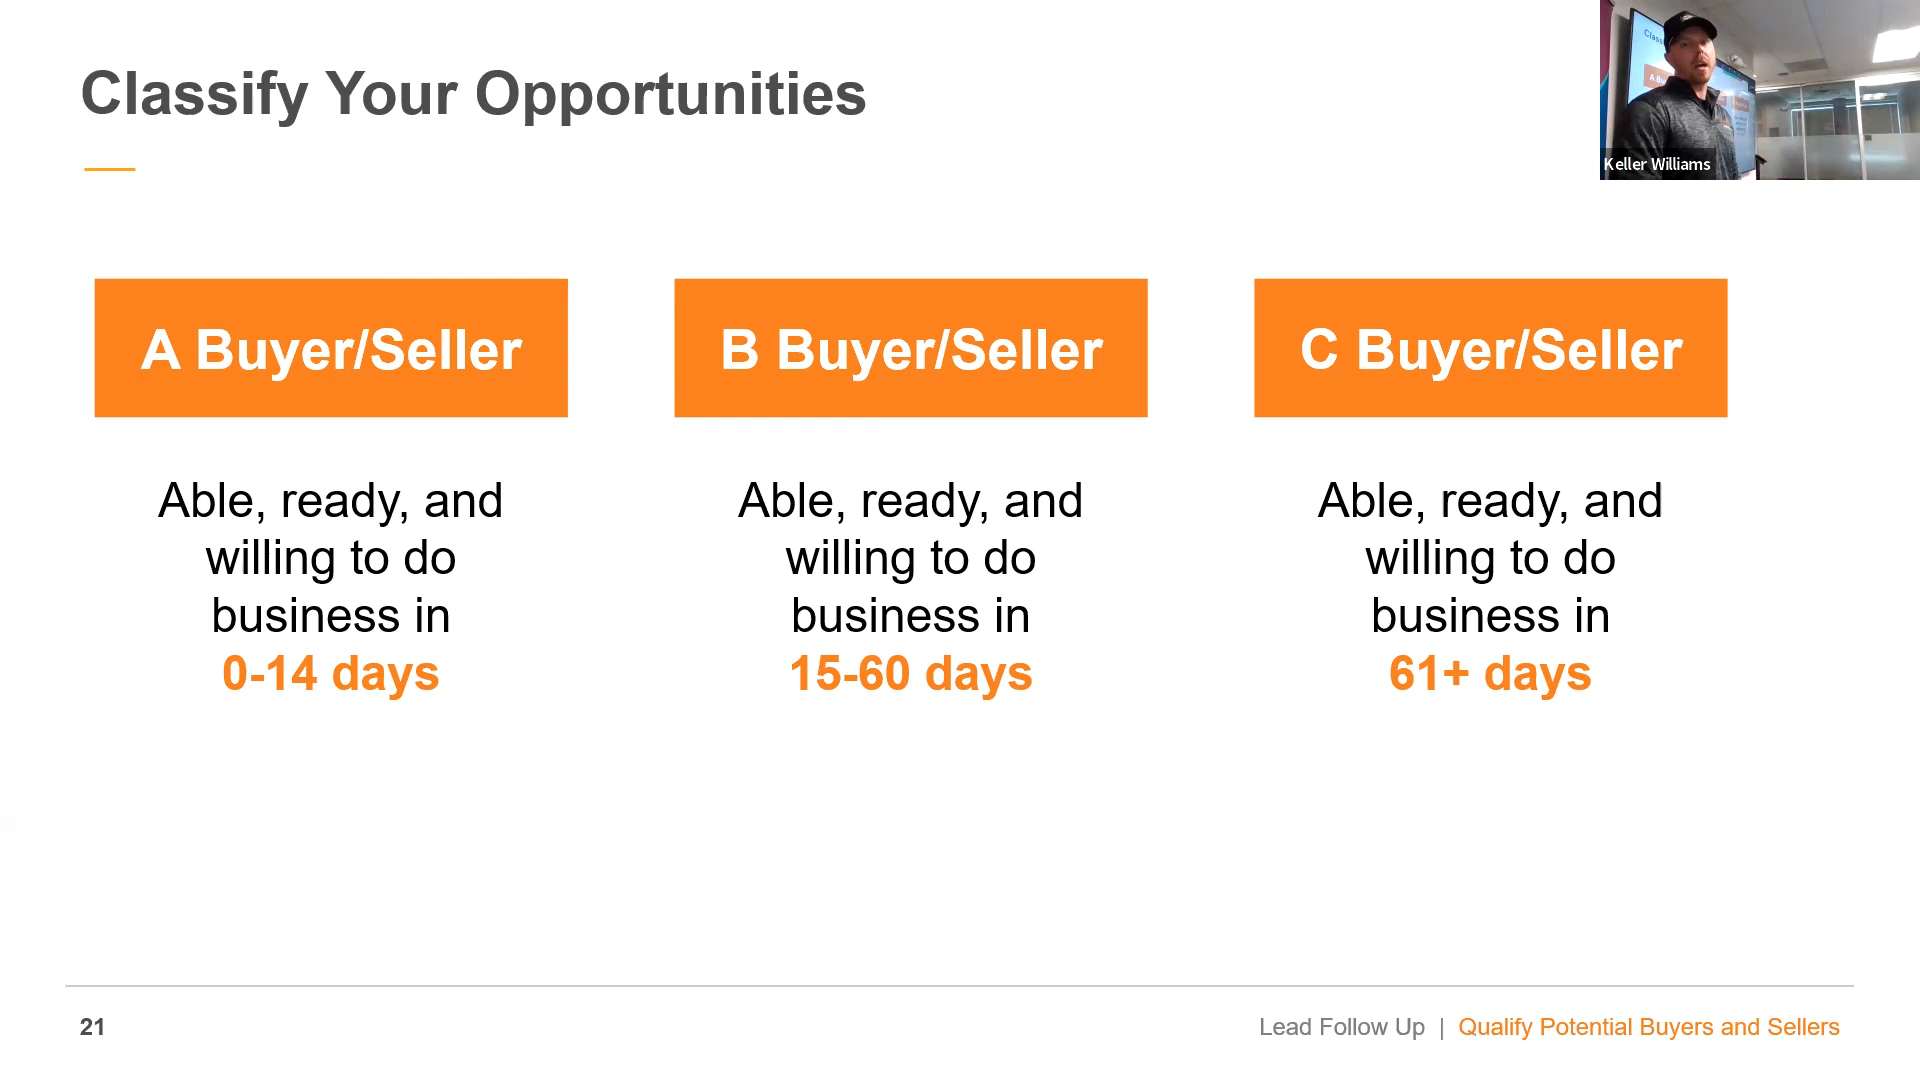 Classify Your Opportunities
Keller Williams
A Buyer/Seller
B Buyer/Seller
C Buyer/Seller
Able, ready, and
willing to do
business in
0-14 days
Able, ready, and
willing to do
business in
15-60 days
Able, ready, and
willing to do
business in
61+ days
21
Lead Follow Up | Qualify Potential Buyers and Sellers